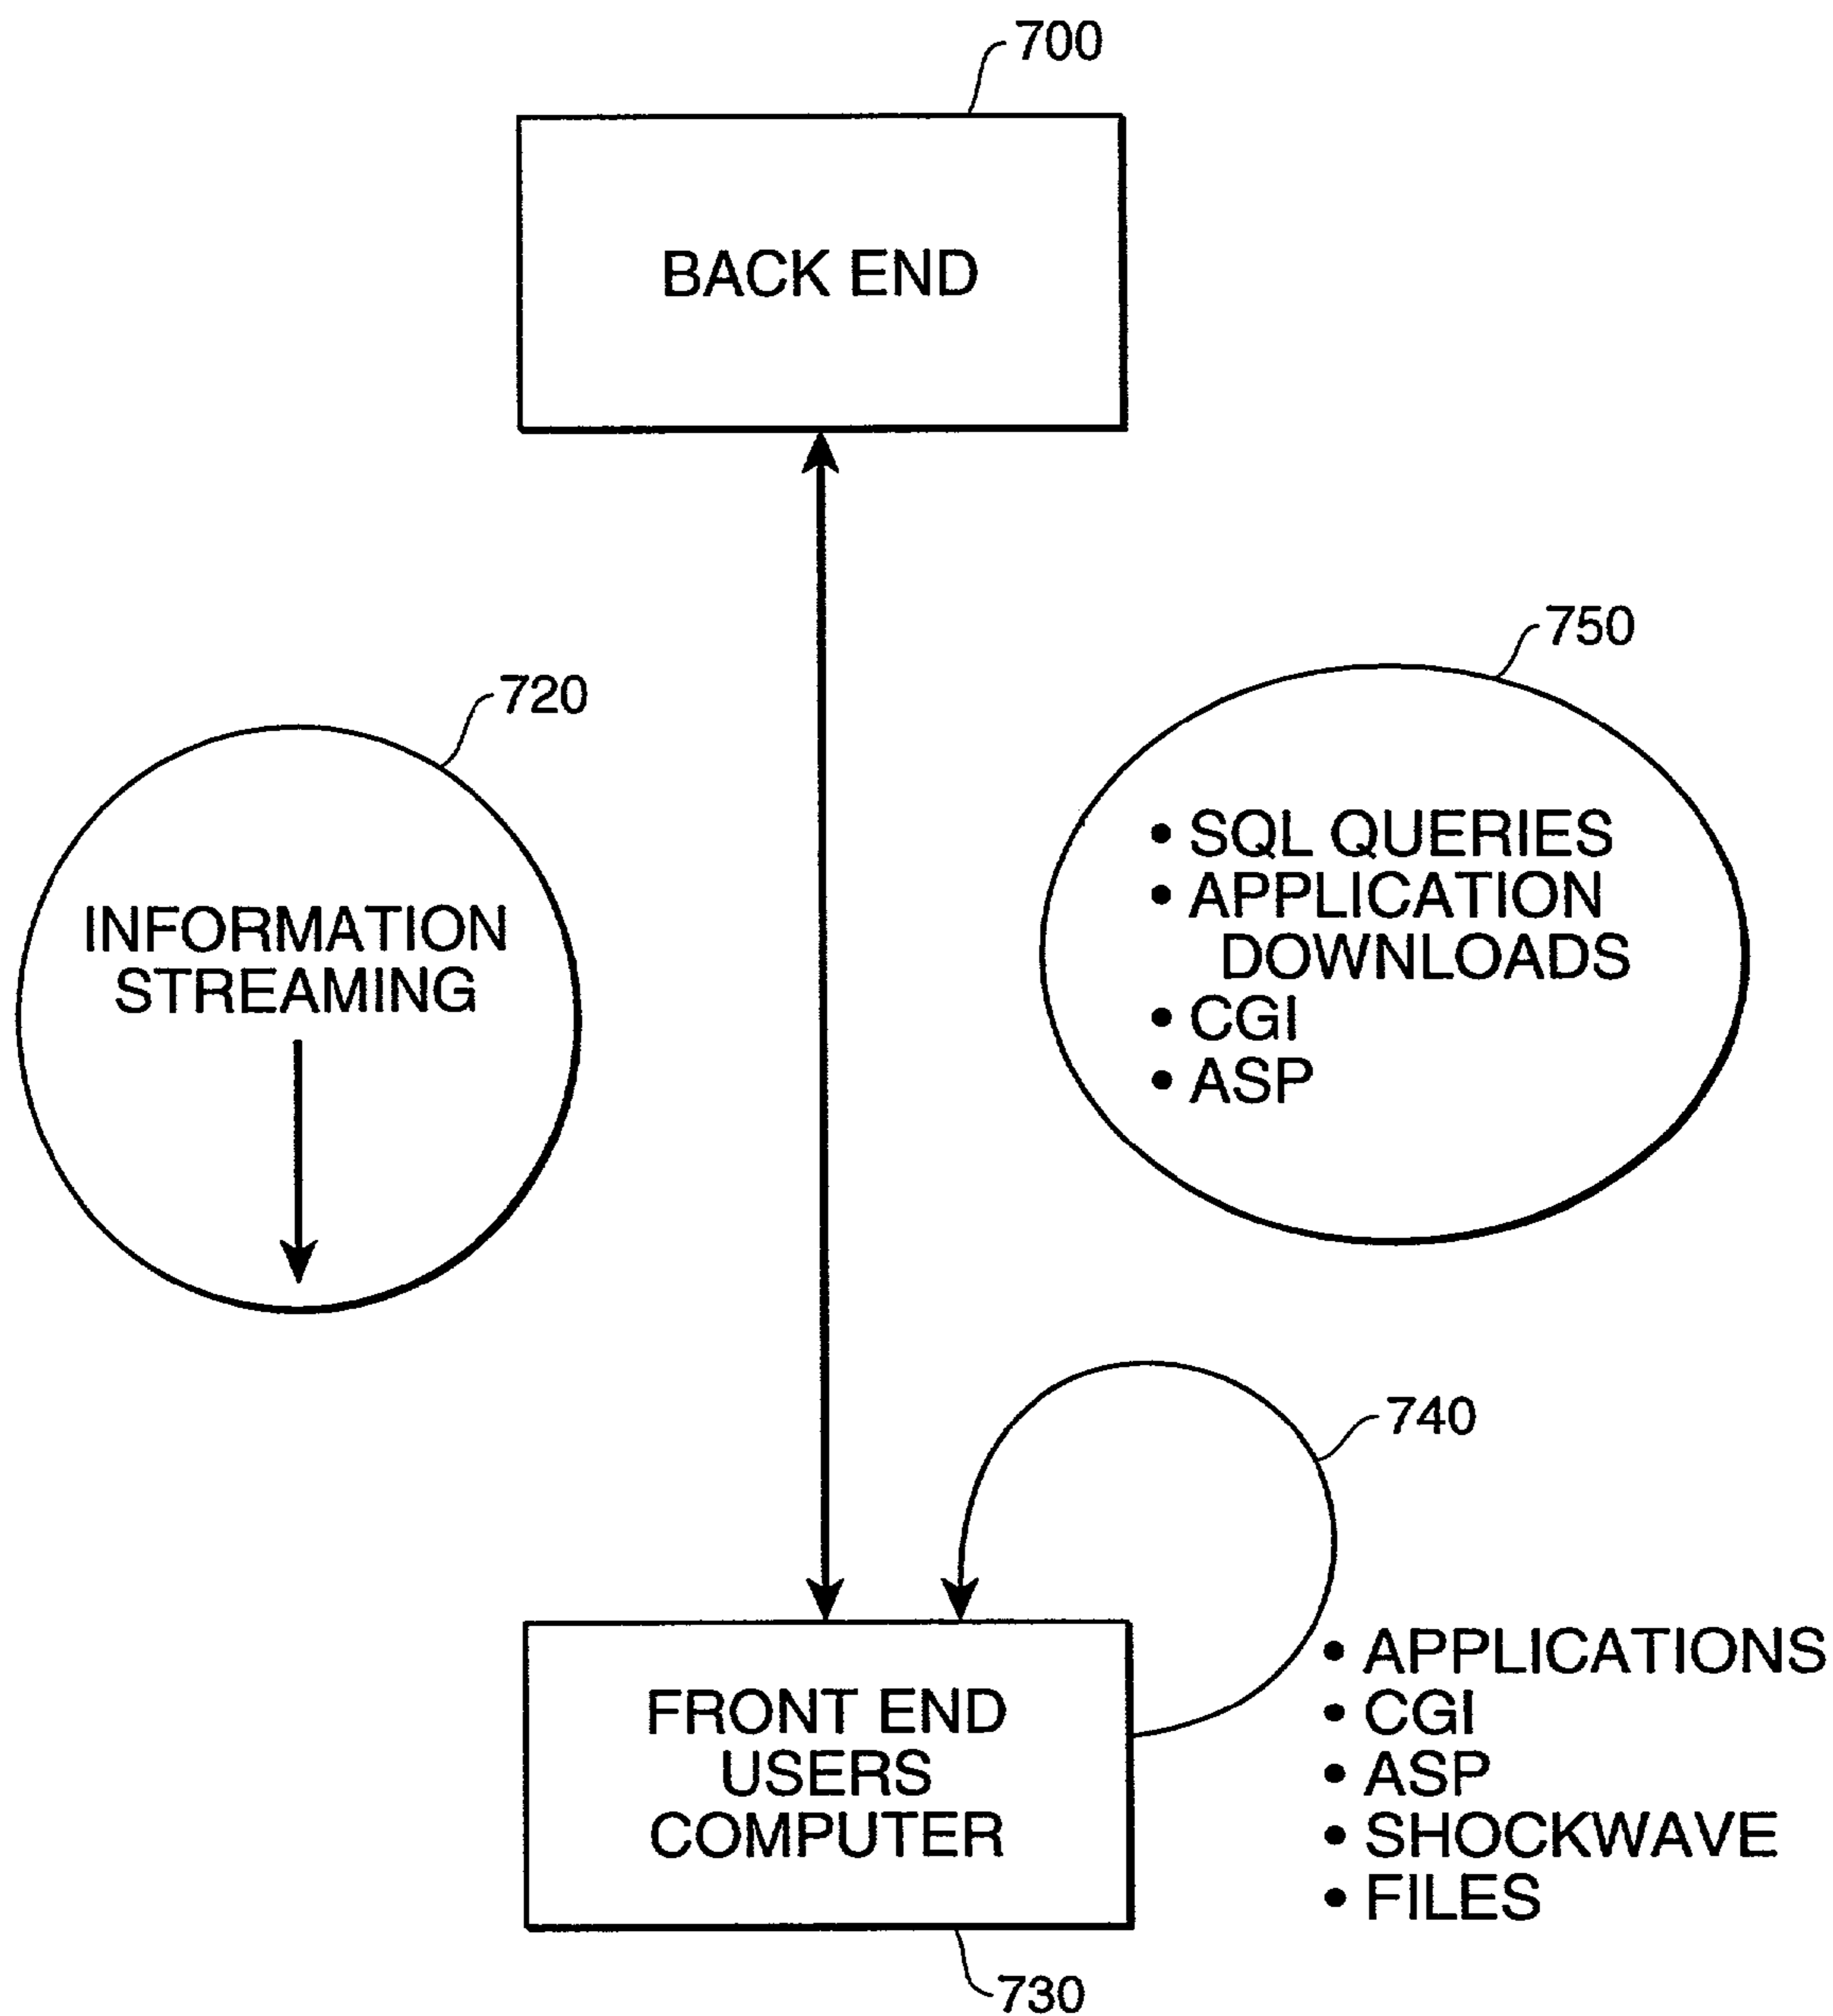 700
BACK END
750
720
• SQL QUERIES
• APPLICATION
DOWNLOADS
• CGI
• ASP
INFORMATION
STREAMING
740
FRONT END
USERS
COMPUTER
• APPLICATIONS
• CGI
• ASP
• SHOCKWAVE
• FILES
730